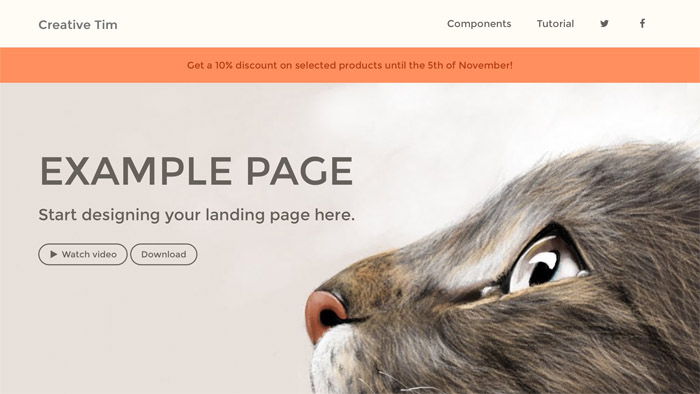 Creative Tim
Components Tutorial
Get a 10% discount on selected products until the 5th of November!
EXAMPLE PAGE
Start designing your landing page here.
Watch video Download